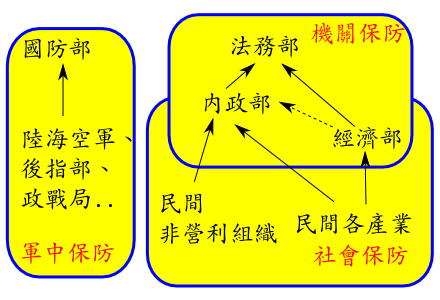 國防部
陸海空軍、
後指部、
政戰局..
軍中保防
機關保防
法務部
內政部
經濟部
民間
非營利組織
民間各產業
社會保防